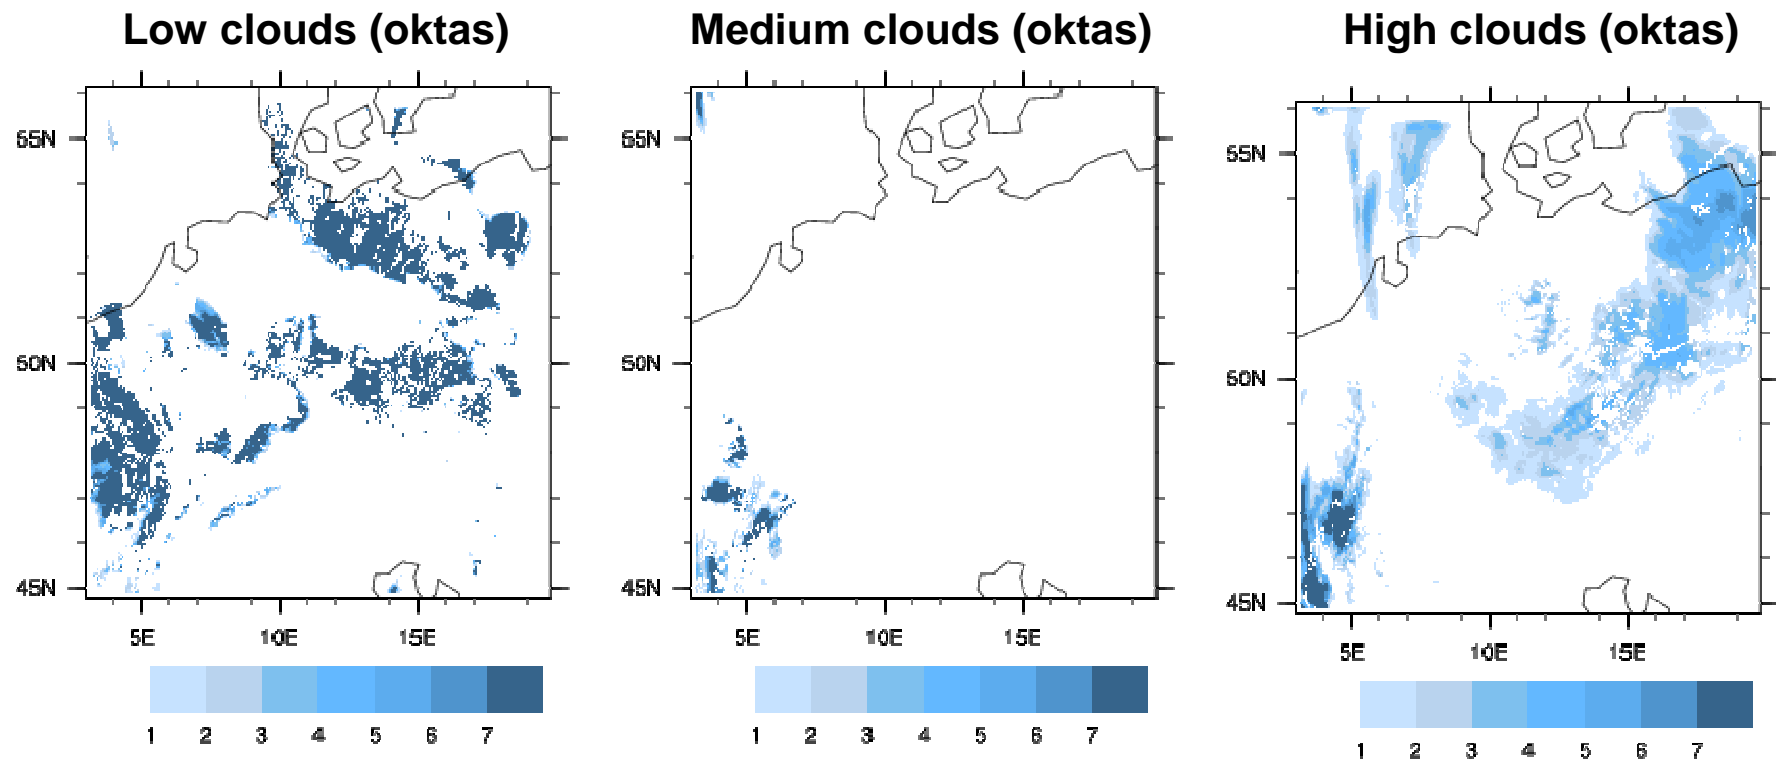 Low clouds (oktas)
Medium clouds (oktas)
High clouds (oktas)
55N
50N
45N
5E 10E 15E
1 2 3 4 5 6 7
55N
50N
45N
5E 10E 15E
1 2 3 4 5 6 7
55N
50N
45N
5E 10E 15E
1 2 3 4 5 6 7